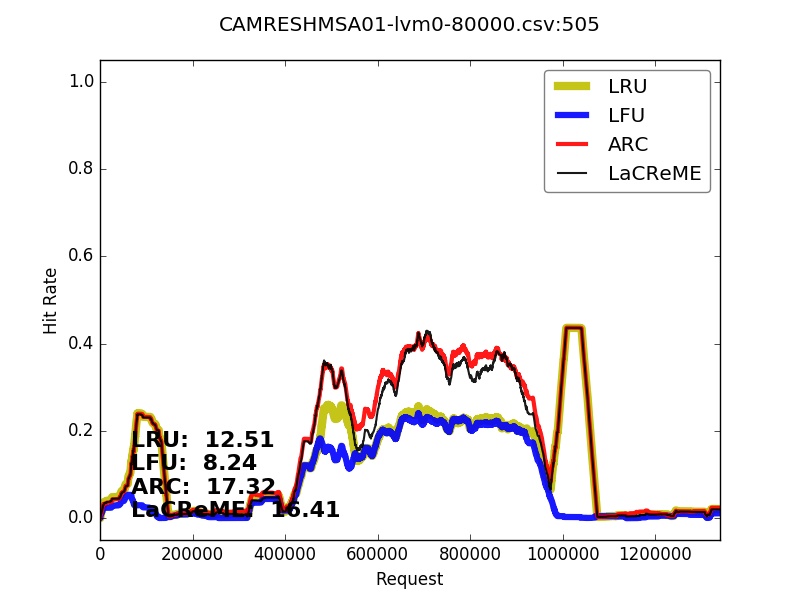 CAMRESHMSA01-lvm0-80000.csv:505
1.0
0.8
0.6
0.4
0.2
0.0
Hit Rate
LRU
LFU
ARC
LaCReME
LRU: 12.51
LFU: 8.24
ARC: 17.32
LaCReME: 16.41
0 200000 400000 600000 800000 1000000 1200000
Request